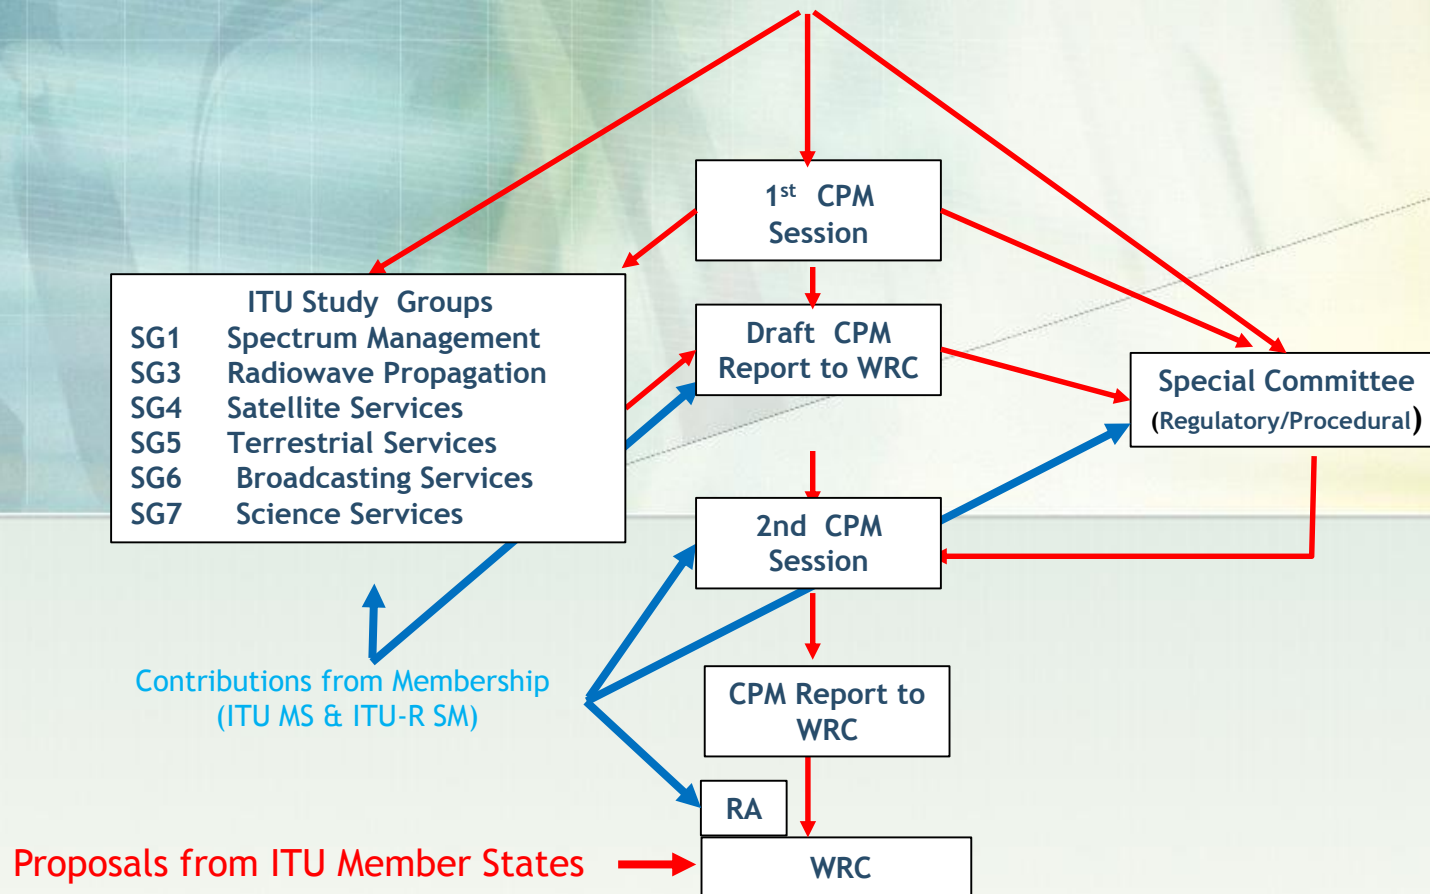 1st CPM
Session
ITU Study Groups
SG1 Spectrum Management
SG3 Radiowave Propagation
SG4 Satellite Services
SG5 Terrestrial Services
SG6 Broadcasting Services
SG7 Science Services
Draft CPM
Report to WRC
Special Committee
(Regulatory/Procedural)
2nd CPM
Session
Contributions from Membership
(ITU MS & ITU-R SM)
CPM Report to
WRC
RA
Proposals from ITU Member States
WRC